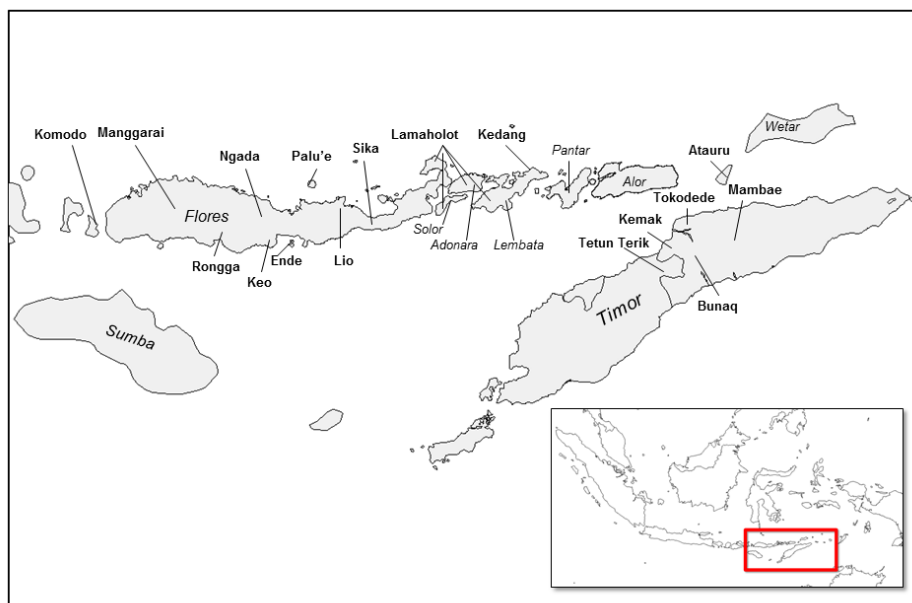 Komodo
Manggarai
Ngada
Palu’e
Sika
Lamaholot
Kedang
Pantar
Alor
Wetar
Atauru
Tokodede
Mambae
Kemak
Tetun Terik
Bunaq
Flores
Solor
Adonara
Lembata
Rongga
Keo
Ende
Lio
Timor
Sumba